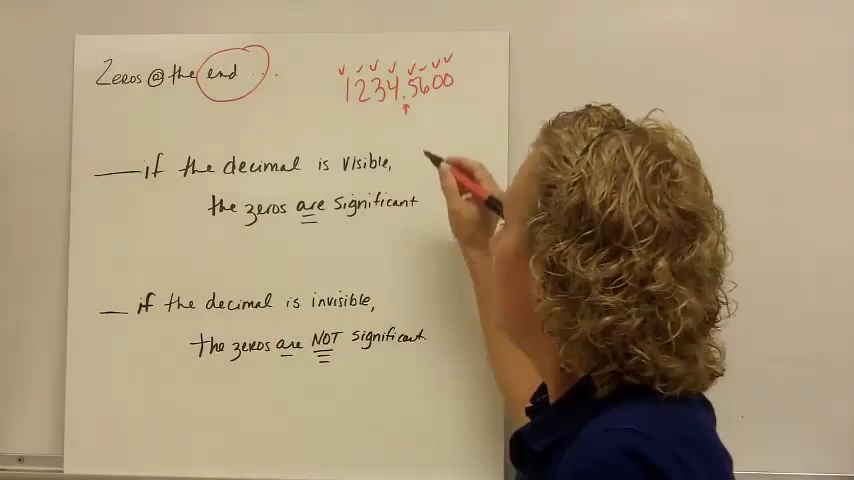 Zeros @ the end ...
1234.5600
if the decimal is visible,
the zeros are significant
if the decimal is invisible,
the zeros are NOT significant